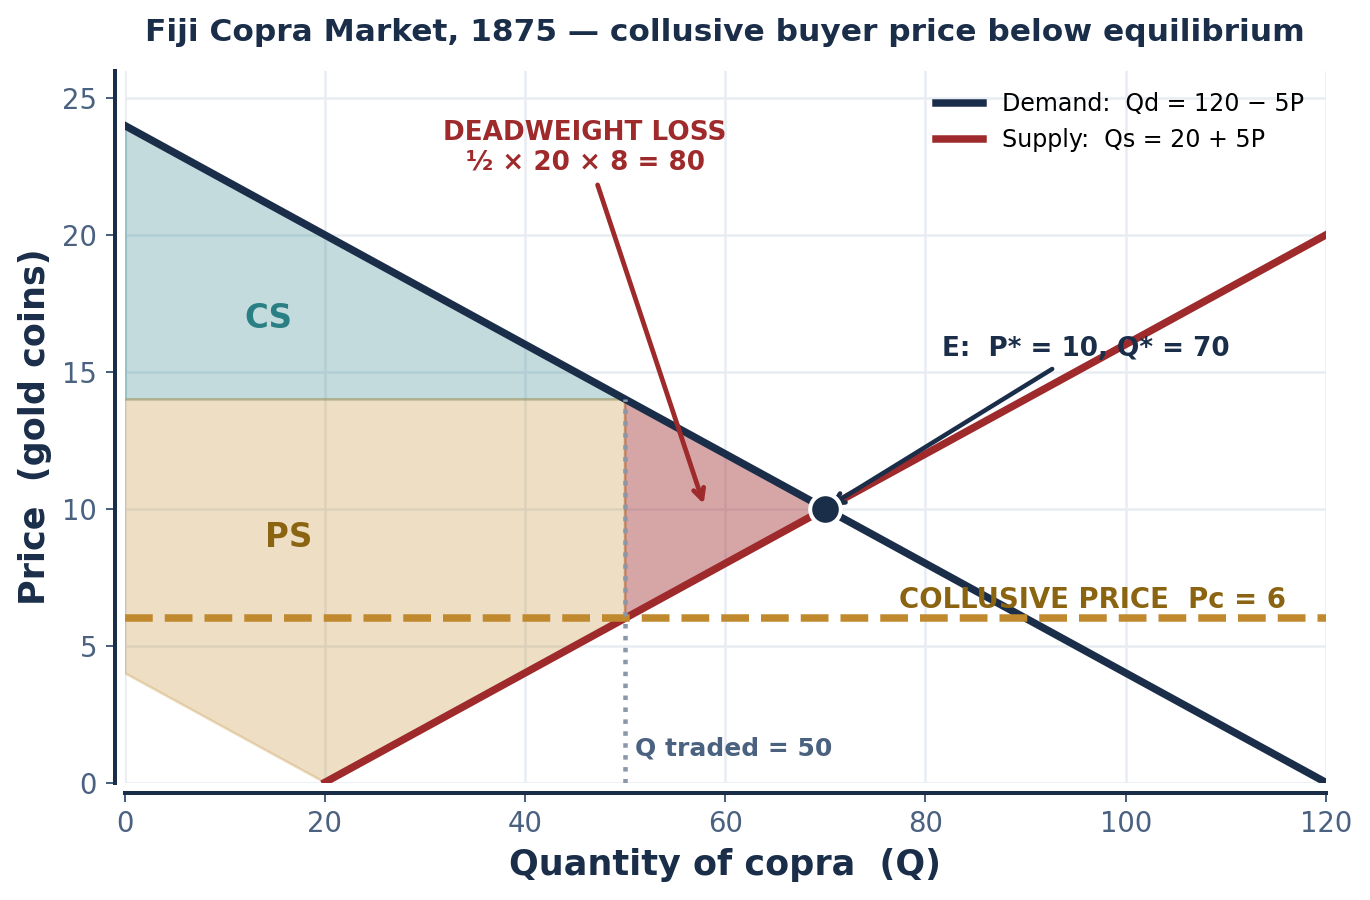 Fiji Copra Market, 1875 — collusive buyer price below equilibrium
Demand:  Qd = 120 − 5P
Supply:  Qs = 20 + 5P
DEADWEIGHT LOSS
½ × 20 × 8 = 80
CS
E:  P* = 10, Q* = 70
PS
COLLUSIVE PRICE  Pc = 6
Q traded = 50
Price  (gold coins)
25
20
15
10
5
0
0
20
40
60
80
100
120
Quantity of copra  (Q)